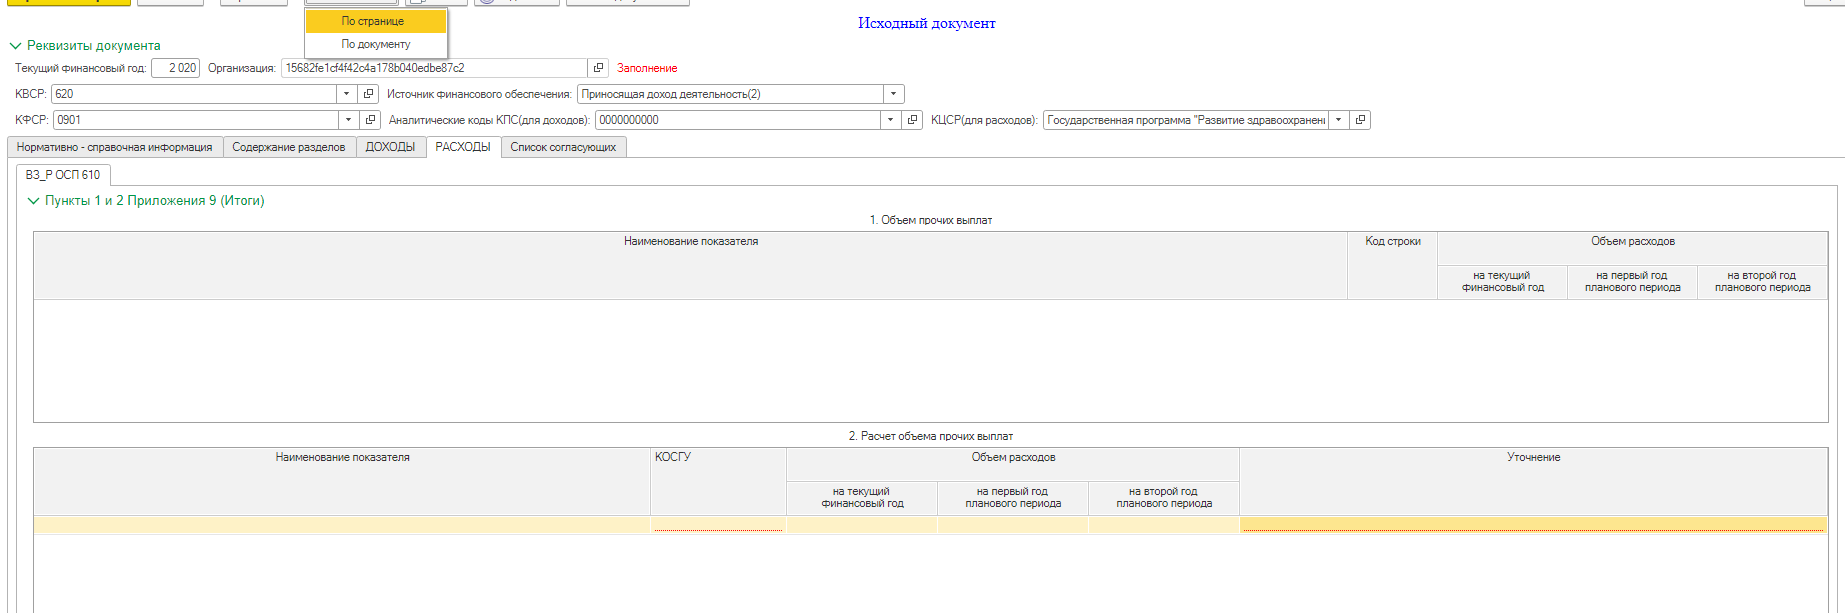 По странице
По документу
Исходный документ
Реквизиты документа
Текущий финансовый год: 2 020 Организация: 15682fe1cf4f42c4a178b040edbe87c2 Заполнение
КВСР: 620 Источник финансового обеспечения: Приносящая доход деятельность(2)
КФСР: 0901 Аналитические коды КПС(для доходов): 0000000000 КЦСР(для расходов): Государственная программа "Развитие здравоохранени
Нормативно - справочная информация Содержание разделов ДОХОДЫ РАСХОДЫ Список согласующих
ВЗ_Р ОСП 610
Пункты 1 и 2 Приложения 9 (Итоги)
1. Объем прочих выплат
Наименование показателя Код строки Объем расходов
на текущий на первый год на второй год
финансовый год планового периода планового периода
2. Расчет объема прочих выплат
Наименование показателя КОСГУ Объем расходов Уточнение
на текущий на первый год на второй год
финансовый год планового периода планового периода